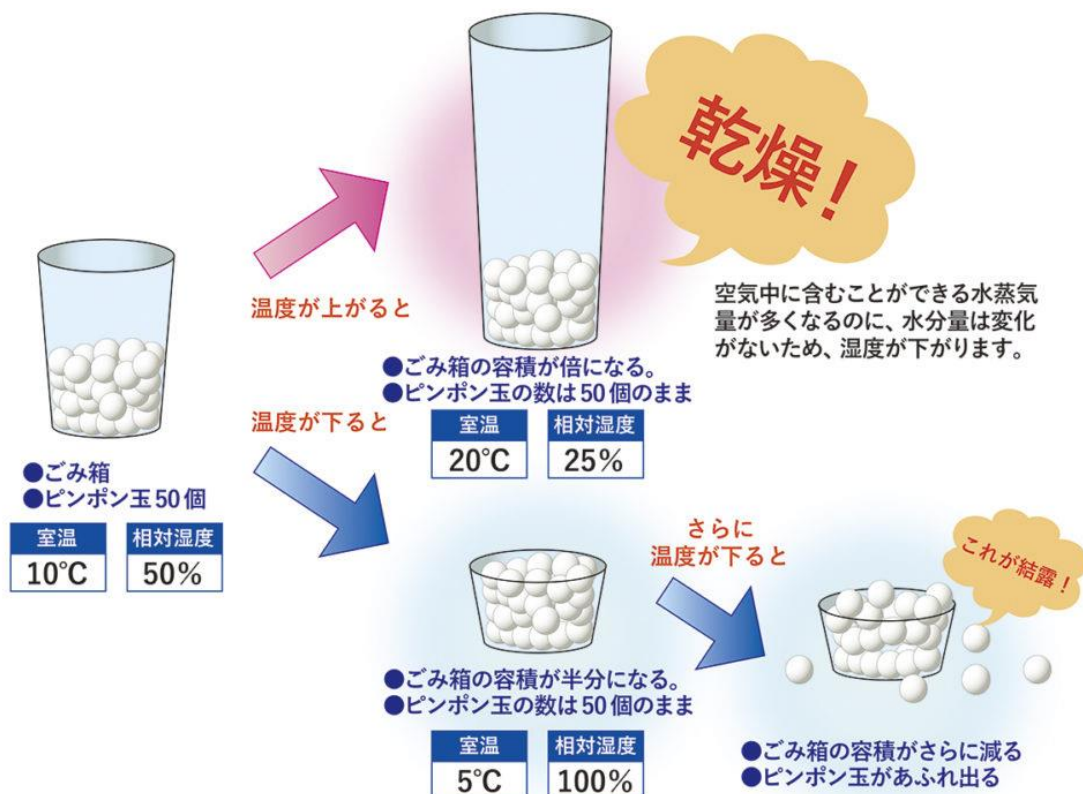 乾燥！
空気中に含むことができる水蒸気
量が多くなるのに、水分量は変化
がないため、湿度が下がります。
温度が上がると
●ごみ箱の容積が倍になる。
●ピンポン玉の数は50個のまま
室温
20℃
相対湿度
25%
●ごみ箱
●ピンポン玉50個
室温
10℃
相対湿度
50%
温度が下ると
●ごみ箱の容積が半分になる。
●ピンポン玉の数は50個のまま
室温
5℃
相対湿度
100%
さらに
温度が下ると
これが結露！
●ごみ箱の容積がさらに減る
●ピンポン玉があふれ出る